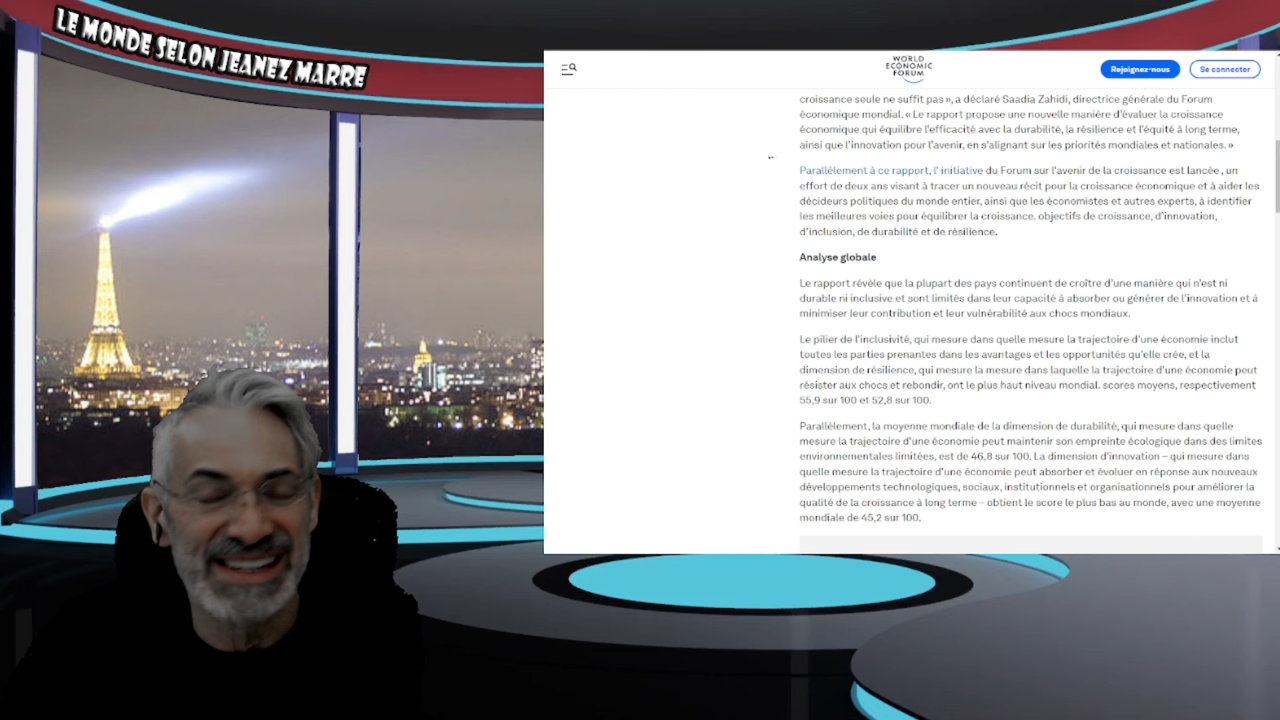 LE MONDE SELON JEANEZ MARRE
WORLD
ECONOMIC
FORUM
Rejoignez-nous
Se connecter
croissance seule ne suffit pas », a déclaré Saadia Zahidi, directrice générale du Forum
économique mondial. « Le rapport propose une nouvelle manière d'évaluer la croissance
économique qui équilibre l'efficacité avec la durabilité, la résilience et l'équité à long terme,
ainsi que l'innovation pour l'avenir, en s'alignant sur les priorités mondiales et nationales. »
Parallèlement à ce rapport, l' initiative du Forum sur l'avenir de la croissance est lancée , un
effort de deux ans visant à tracer un nouveau récit pour la croissance économique et à aider les
décideurs politiques du monde entier, ainsi que les économistes et autres experts, à identifier
les meilleures voies pour équilibrer la croissance. objectifs de croissance, d'innovation,
d'inclusion, de durabilité et de résilience.
Analyse globale
Le rapport révèle que la plupart des pays continuent de croître d'une manière qui n'est ni
durable ni inclusive et sont limités dans leur capacité à absorber ou générer de l'innovation et à
minimiser leur contribution et leur vulnérabilité aux chocs mondiaux.
Le pilier de l'inclusivité, qui mesure dans quelle mesure la trajectoire d'une économie inclut
toutes les parties prenantes dans les avantages et les opportunités qu'elle crée, et la
dimension de résilience, qui mesure la mesure dans laquelle la trajectoire d'une économie peut
résister aux chocs et rebondir, ont le plus haut niveau mondial. scores moyens, respectivement
55,9 sur 100 et 52,8 sur 100.
Parallèlement, la moyenne mondiale de la dimension de durabilité, qui mesure dans quelle
mesure la trajectoire d'une économie peut maintenir son empreinte écologique dans des limites
environnementales limitées, est de 46,8 sur 100. La dimension d'innovation – qui mesure dans
quelle mesure la trajectoire d'une économie peut absorber et évoluer en réponse aux nouveaux
développements technologiques, sociaux, institutionnels et organisationnels pour améliorer la
qualité de la croissance à long terme – obtient le score le plus bas au monde, avec une moyenne
mondiale de 45,2 sur 100.